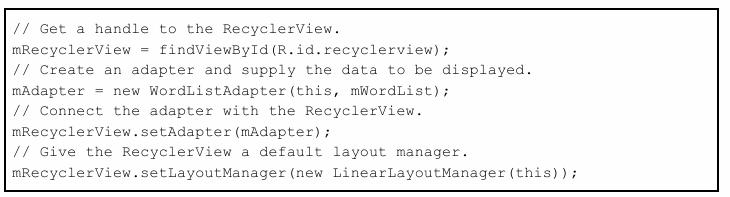 // Get a handle to the RecyclerView.
mRecyclerView = findViewById(R.id.recyclerview);
// Create an adapter and supply the data to be displayed.
mAdapter = new WordListAdapter(this, mWordList);
// Connect the adapter with the RecyclerView.
mRecyclerView.setAdapter(mAdapter);
// Give the RecyclerView a default layout manager.
mRecyclerView.setLayoutManager(new LinearLayoutManager(this));